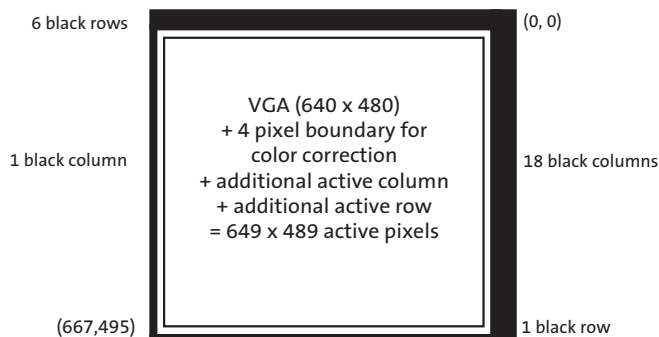 6 black rows
(0, 0)
VGA (640 x 480)
+ 4 pixel boundary for
color correction
+ additional active column
+ additional active row
= 649 x 489 active pixels
1 black column
18 black columns
(667,495)
1 black row